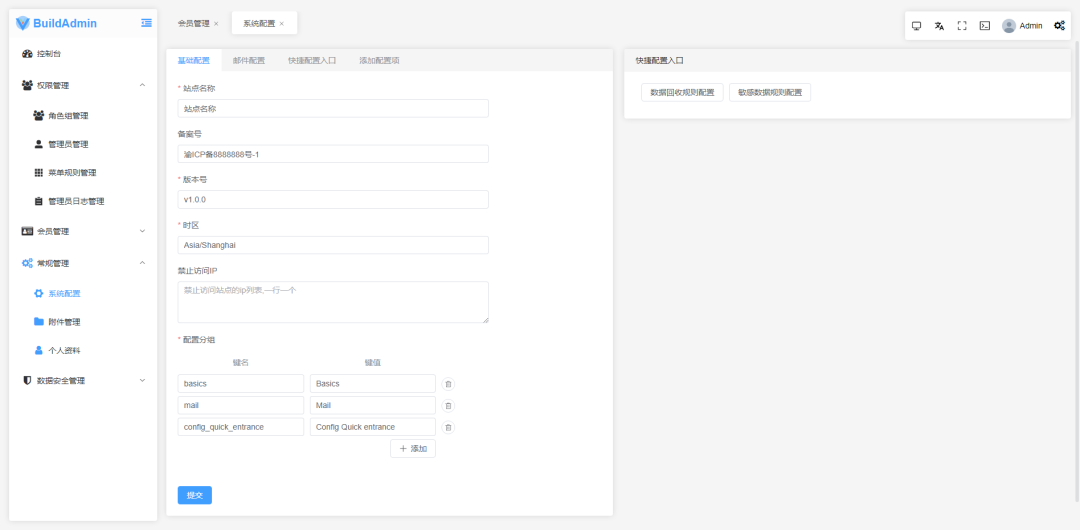 BuildAdmin
控制台
权限管理
角色组管理
管理员管理
菜单规则管理
管理员日志管理
会员管理
常规管理
系统配置
附件管理
个人资料
数据安全管理
会员管理 × 系统配置 ×
Admin
基础配置 邮件配置 快捷配置入口 添加配置项
* 站点名称
站点名称
备案号
渝ICP备8888888号-1
* 版本号
v1.0.0
* 时区
Asia/Shanghai
禁止访问IP
禁止访问站点的ip列表,一行一个
* 配置分组
键名 键值
basics Basics
mail Mail
config_quick_entrance Config Quick entrance
+ 添加
提交
快捷配置入口
数据回收规则配置 敏感数据规则配置